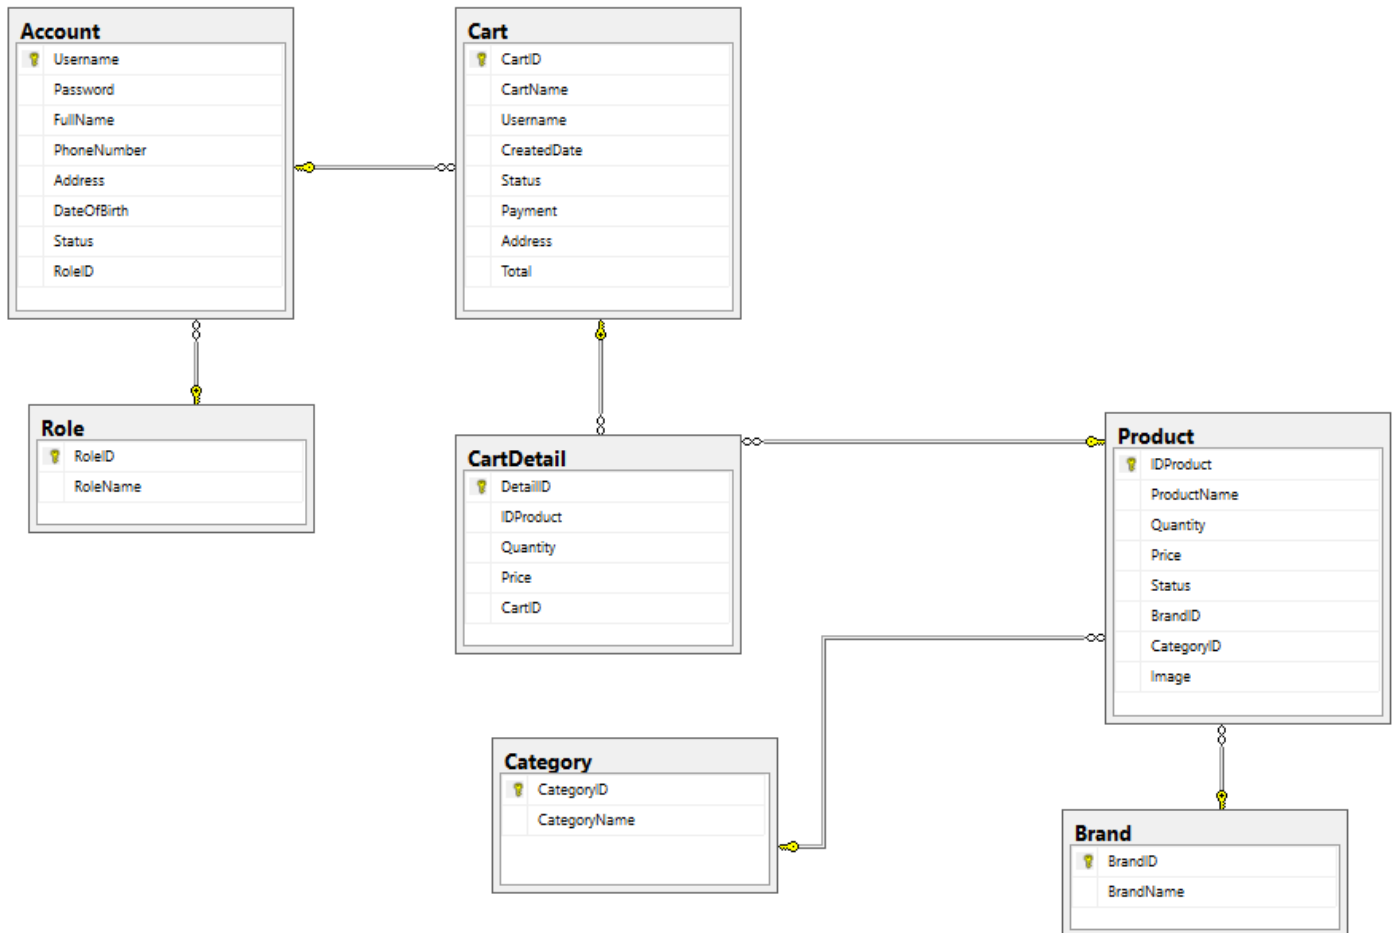 Account
Username
Password
FullName
PhoneNumber
Address
DateOfBirth
Status
RoleID
Cart
CartID
CartName
Username
CreatedDate
Status
Payment
Address
Total
Role
RoleID
RoleName
CartDetail
DetailID
IDProduct
Quantity
Price
CartID
Product
IDProduct
ProductName
Quantity
Price
Status
BrandID
CategoryID
Image
Category
CategoryID
CategoryName
Brand
BrandID
BrandName